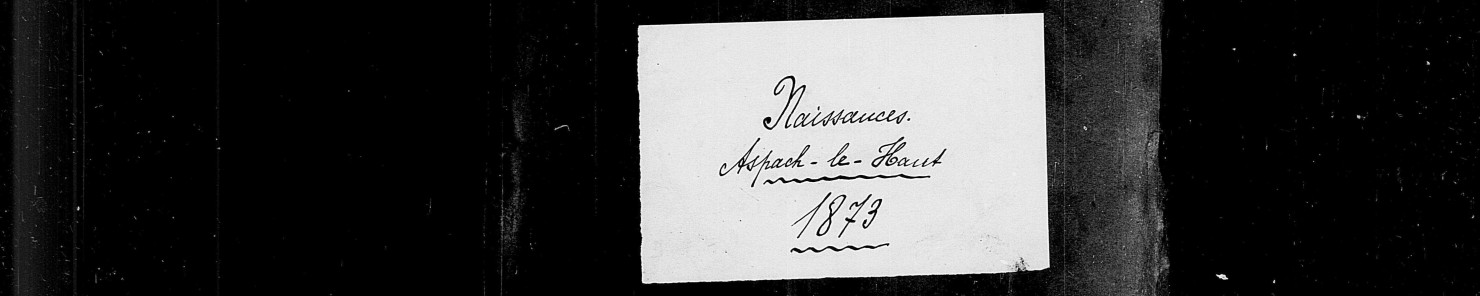 Naissances.
Aspach-le-Haut
1873